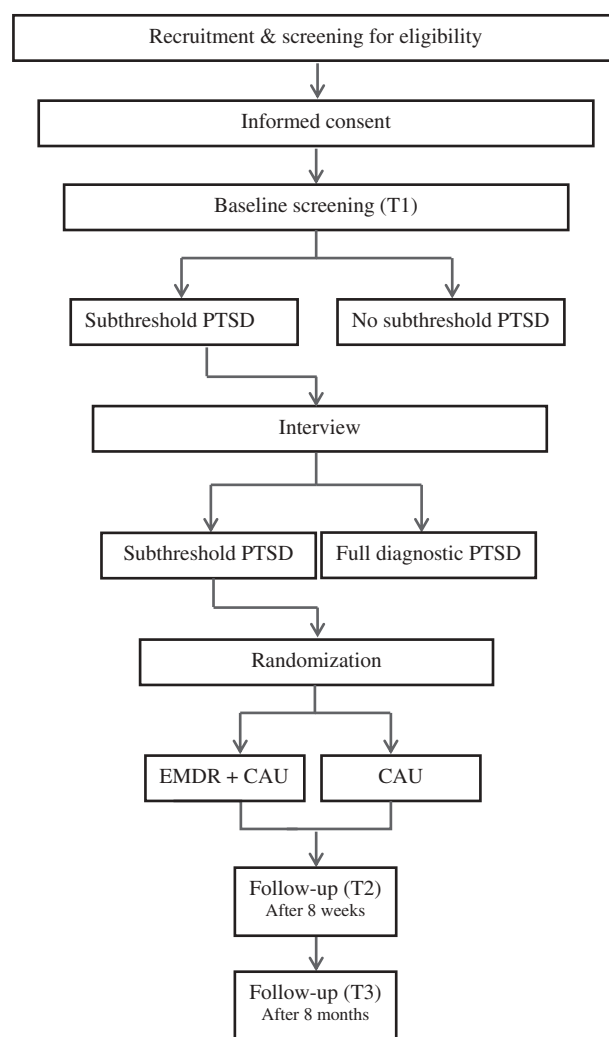 Recruitment & screening for eligibility
Informed consent
Baseline screening (T1)
Subthreshold PTSD
No subthreshold PTSD
Interview
Subthreshold PTSD
Full diagnostic PTSD
Randomization
EMDR + CAU
CAU
Follow-up (T2)
After 8 weeks
Follow-up (T3)
After 8 months